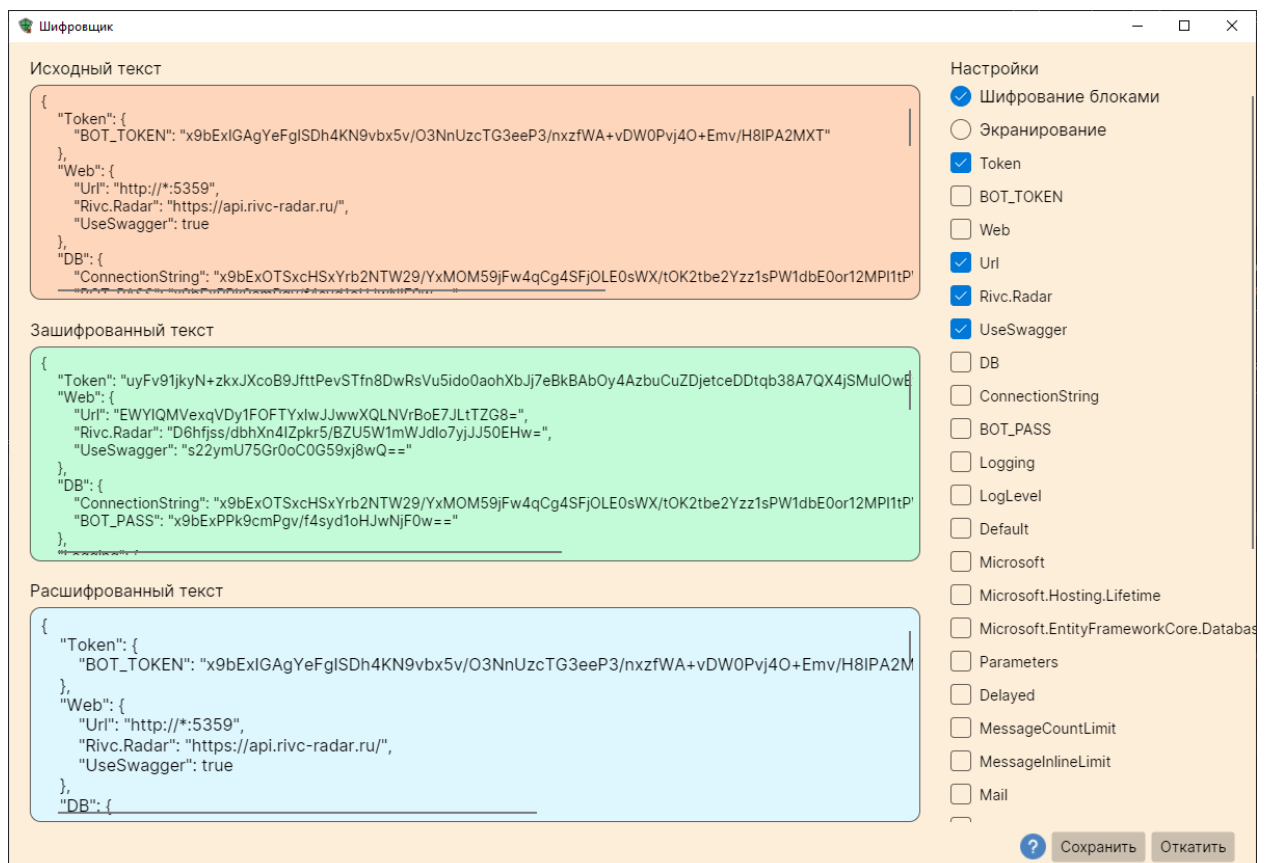 Шифровщик
Исходный текст
{
"Token": {
"BOT_TOKEN": "x9bExIGAgYeFgISDh4KN9vbx5v/O3NnUzcTG3eeP3/nxzfWA+vDW0Pvj4O+Emv/H8IPA2MXT"
},
"Web": {
"Url": "http://*:5359",
"Rivc.Radar": "https://api.rivc-radar.ru/",
"UseSwagger": true
},
"DB": {
"ConnectionString": "x9bExOTSxcHSxYrb2NTW29/YxMOM59jFw4qCg4SFjOLE0sWX/tOK2tbe2Yzz1sPW1dbE0or12MPI1tP
Зашифрованный текст
{
"Token": "uyFv91jkyN+zkxJXcoB9JfttPevSTfn8DwRsVu5ido0aohXbJj7eBkBAbOy4AzbuCuZDjetceDDtqb38A7QX4jSMulOwE
"Web": {
"Url": "EWYIQMVexqVDy1FOFTYxIwJJwwXQLNVrBoE7JLtTZG8=",
"Rivc.Radar": "D6hfjss/dbhXn4IZpkr5/BZU5W1mWJdlo7yjJJ50EHw=",
"UseSwagger": "s22ymU75Gr0oC0G59xj8wQ=="
},
"DB": {
"ConnectionString": "x9bExOTSxcHSxYrb2NTW29/YxMOM59jFw4qCg4SFjOLE0sWX/tOK2tbe2Yzz1sPW1dbE0or12MPI1tP
"BOT_PASS": "x9bExPPk9cmPgv/f4syd1oHJwNjF0w=="
},
Расшифрованный текст
{
"Token": {
"BOT_TOKEN": "x9bExIGAgYeFgISDh4KN9vbx5v/O3NnUzcTG3eeP3/nxzfWA+vDW0Pvj4O+Emv/H8IPA2M
},
"Web": {
"Url": "http://*:5359",
"Rivc.Radar": "https://api.rivc-radar.ru/",
"UseSwagger": true
},
"DB": {
Настройки
Шифрование блоками
Экранирование
Token
BOT_TOKEN
Web
Url
Rivc.Radar
UseSwagger
DB
ConnectionString
BOT_PASS
Logging
LogLevel
Default
Microsoft
Microsoft.Hosting.Lifetime
Microsoft.EntityFrameworkCore.Databas
Parameters
Delayed
MessageCountLimit
MessageInlineLimit
Mail
?
Сохранить
Откатить